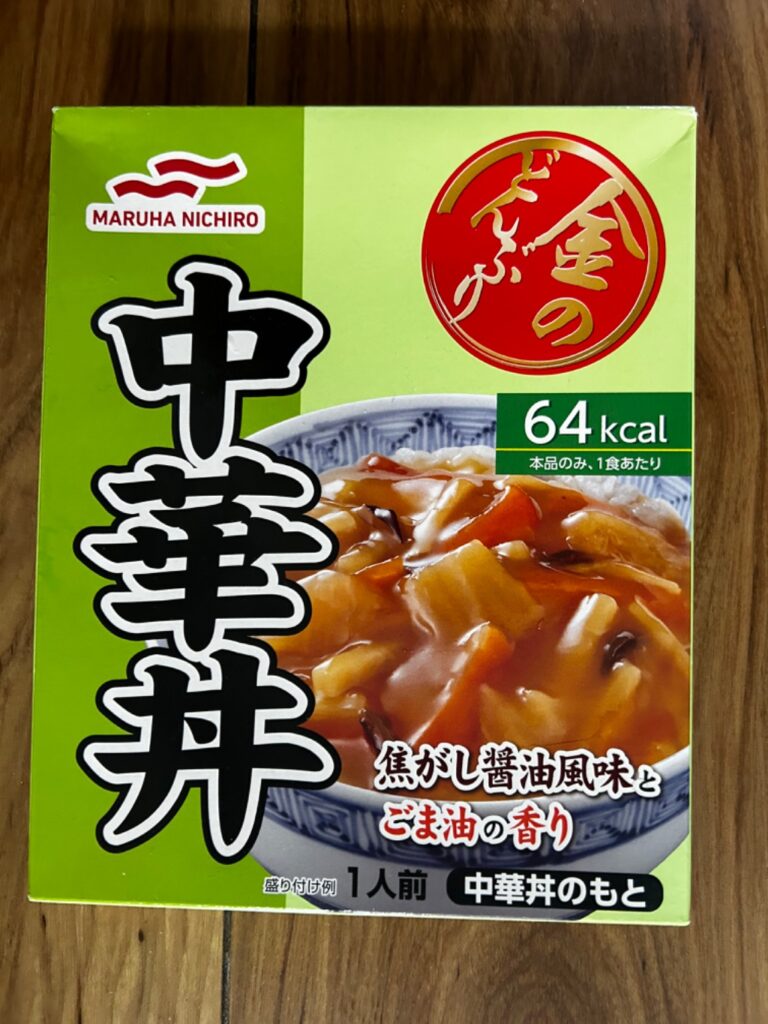 MARUHA NICHIRO
金の
どんぶり
中華丼
64kcal
本品のみ、1食あたり
焦がし醤油風味と
ごま油の香り
盛り付け例 1人前 中華丼のもと